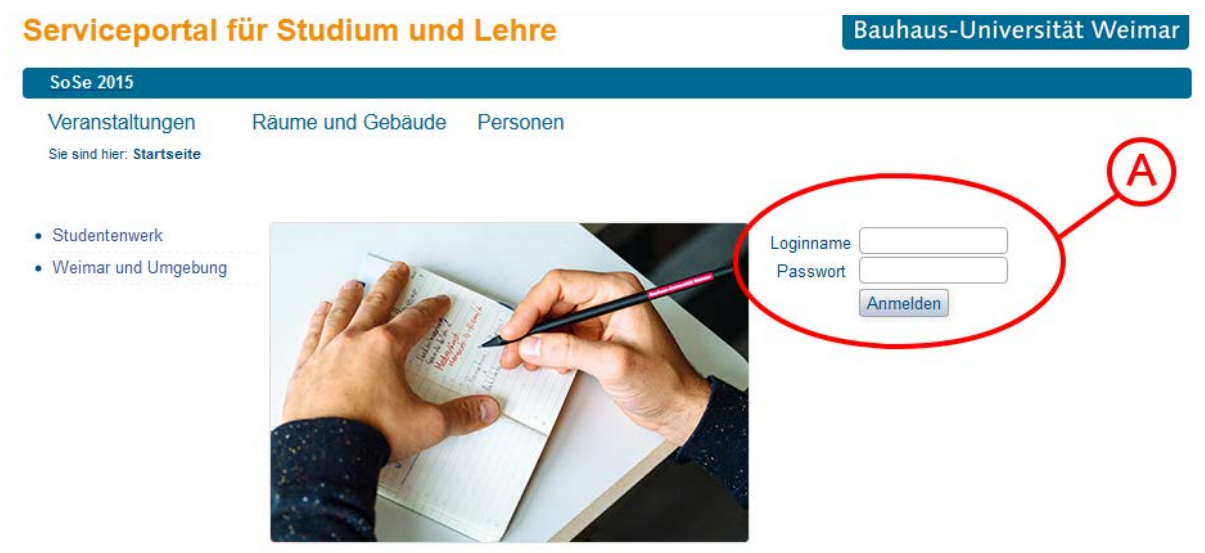 Serviceportal für Studium und Lehre
Bauhaus-Universität Weimar
SoSe 2015
Veranstaltungen Räume und Gebäude Personen
Sie sind hier: Startseite
A
Studentenwerk
Weimar und Umgebung
Loginname
Passwort
Anmelden